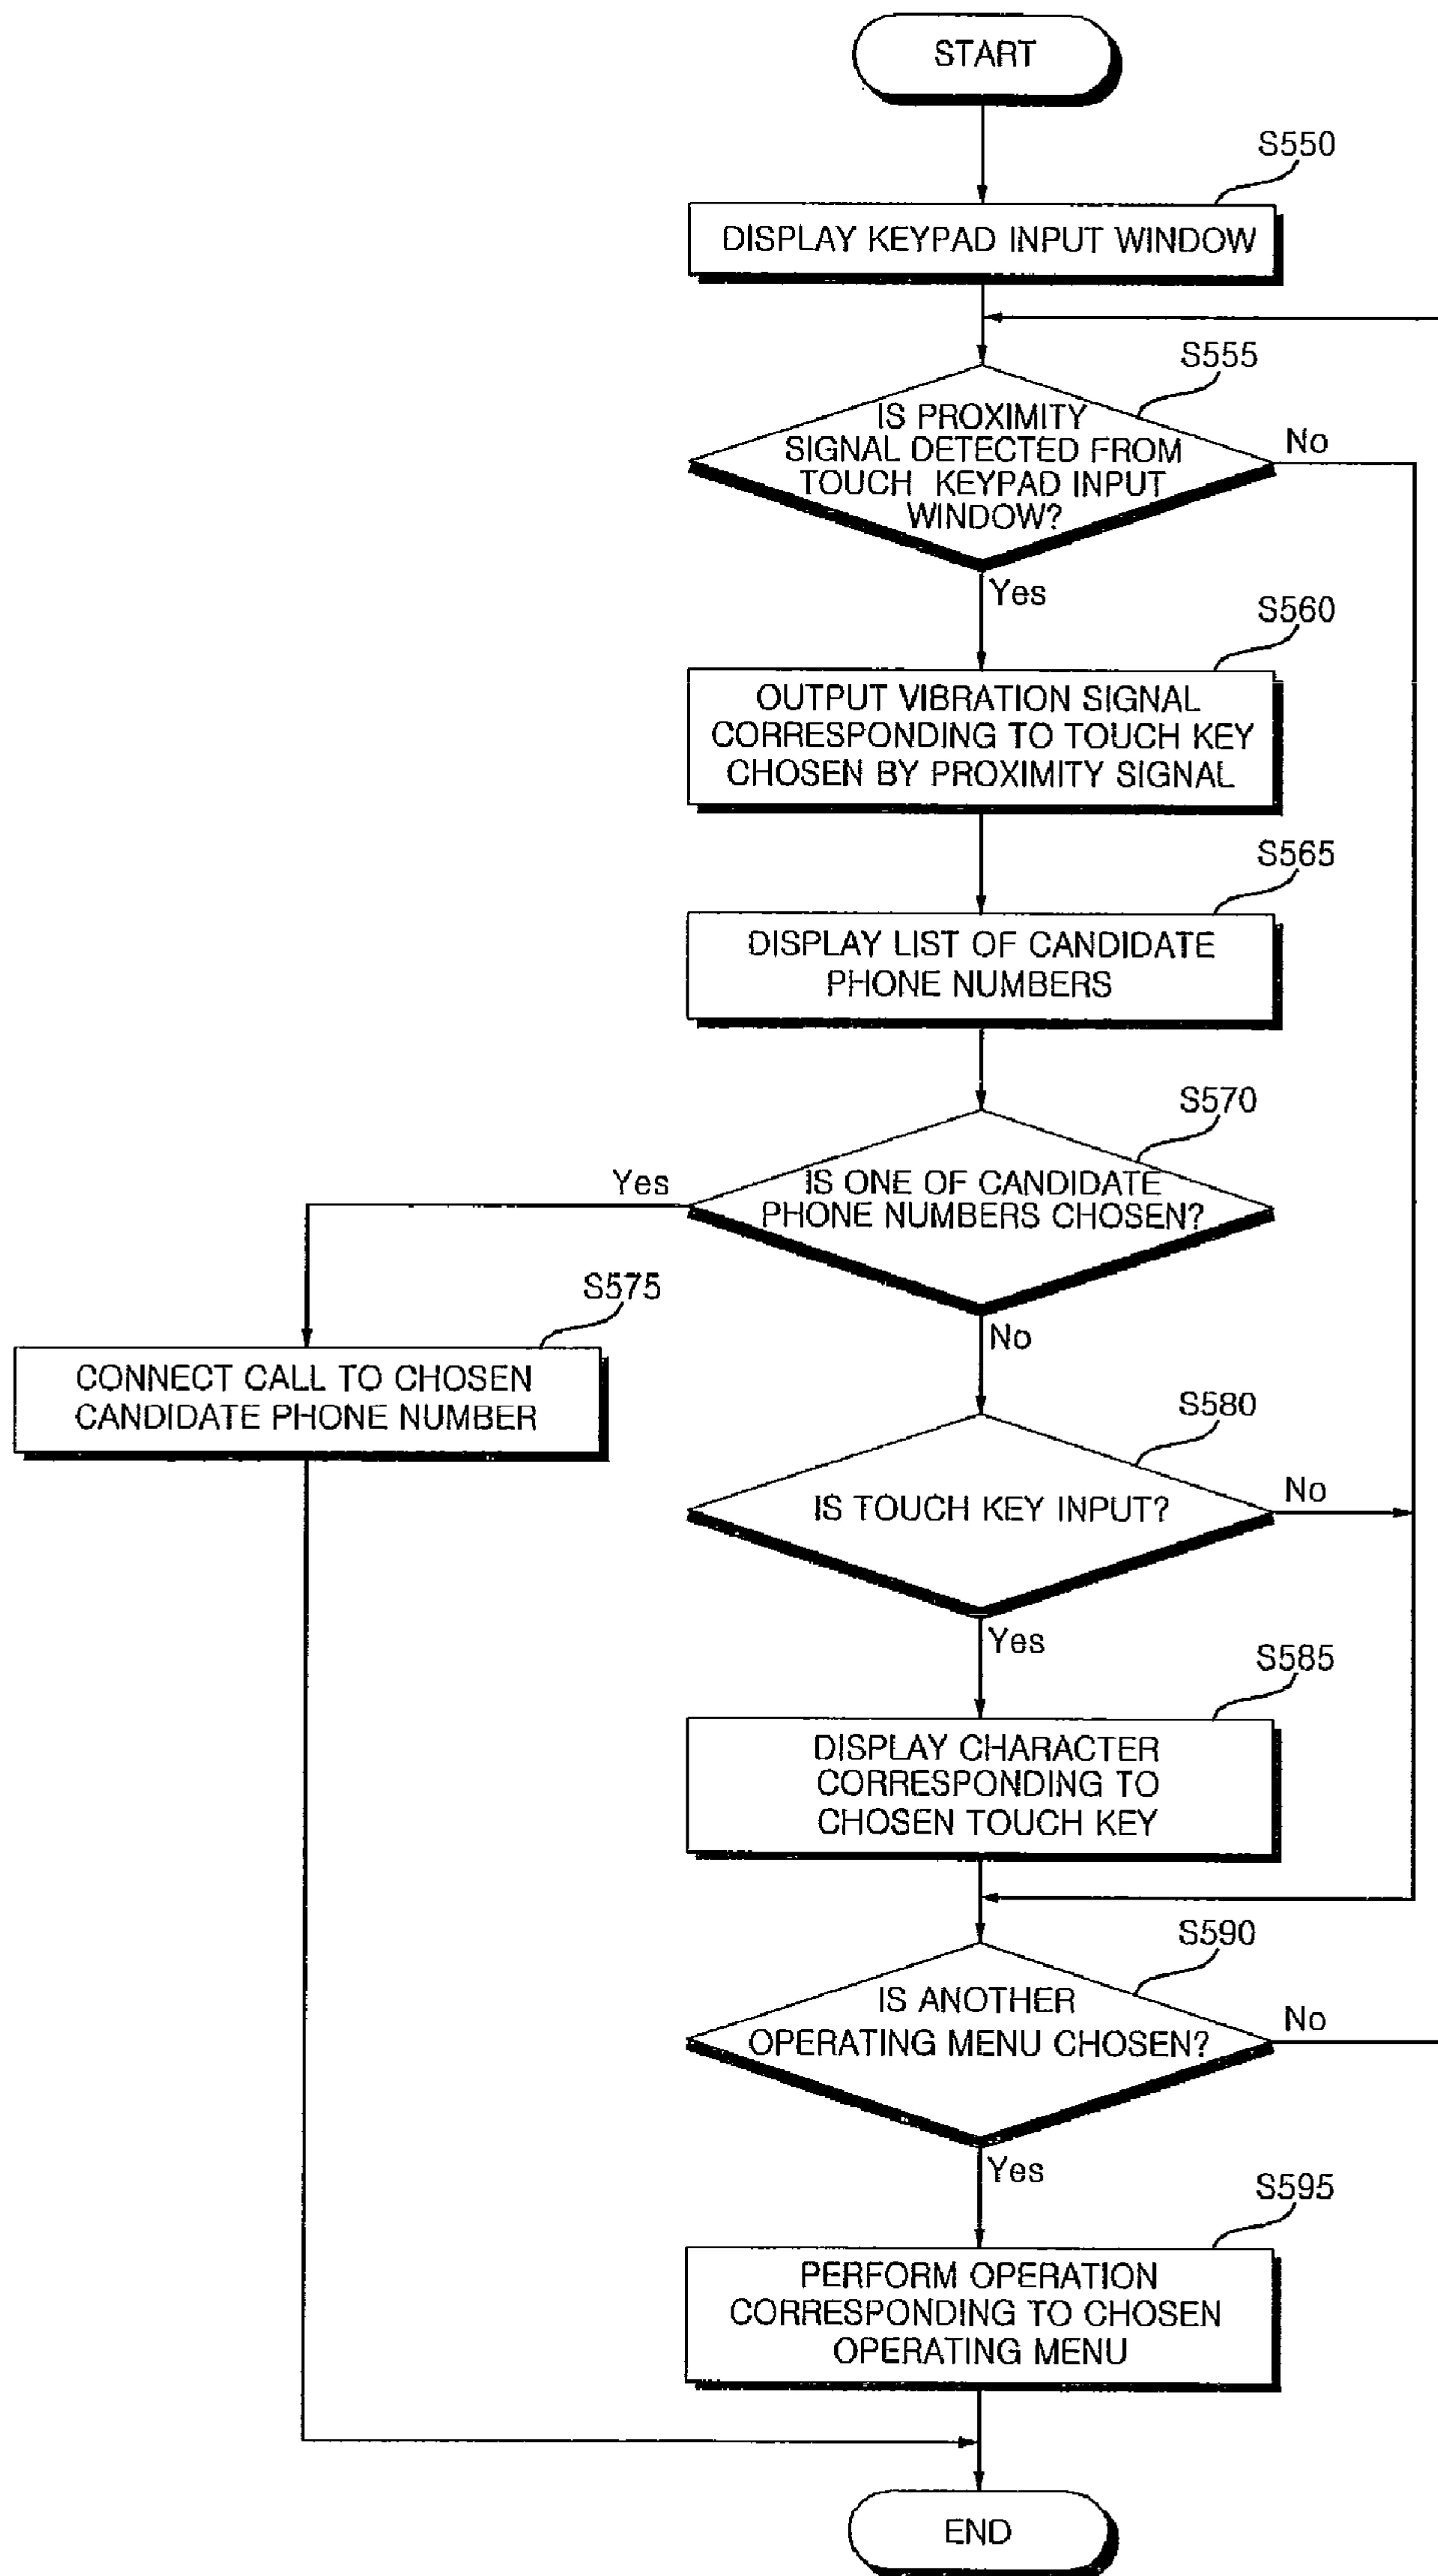 START
S550
DISPLAY KEYPAD INPUT WINDOW
S555
IS PROXIMITY
SIGNAL DETECTED FROM
TOUCH KEYPAD INPUT
WINDOW?
No
Yes
S560
OUTPUT VIBRATION SIGNAL
CORRESPONDING TO TOUCH KEY
CHOSEN BY PROXIMITY SIGNAL
S565
DISPLAY LIST OF CANDIDATE
PHONE NUMBERS
S570
IS ONE OF CANDIDATE
PHONE NUMBERS CHOSEN?
Yes
No
S575
CONNECT CALL TO CHOSEN
CANDIDATE PHONE NUMBER
S580
IS TOUCH KEY INPUT?
No
Yes
S585
DISPLAY CHARACTER
CORRESPONDING TO
CHOSEN TOUCH KEY
S590
IS ANOTHER
OPERATING MENU CHOSEN?
No
Yes
S595
PERFORM OPERATION
CORRESPONDING TO CHOSEN
OPERATING MENU
END